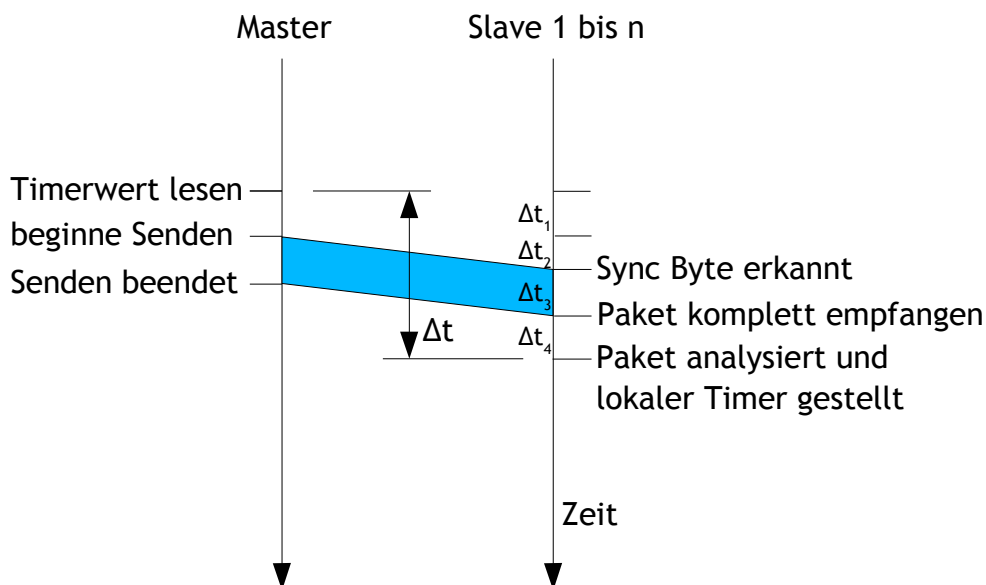 Master
Slave 1 bis n
Timerwert lesen
beginne Senden
Senden beendet
Δt₁
Δt₂
Δt₃
Δt₄
Δt
Sync Byte erkannt
Paket komplett empfangen
Paket analysiert und
lokaler Timer gestellt
Zeit